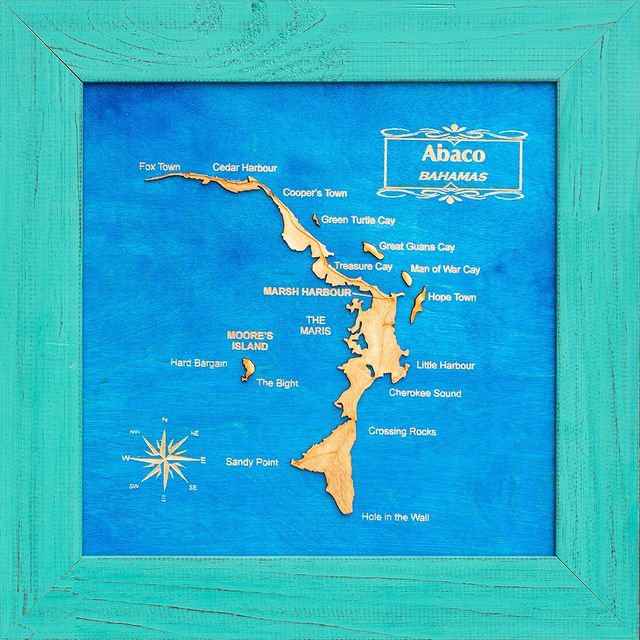 Abaco
BAHAMAS
Fox Town
Cedar Harbour
Cooper's Town
Green Turtle Cay
Great Guana Cay
Treasure Cay
Man of War Cay
MARSH HARBOUR
Hope Town
THE
MARIS
MOORE'S
ISLAND
Hard Bargain
The Bight
Little Harbour
Cherokee Sound
Crossing Rocks
Sandy Point
Hole in the Wall
N
NW
NE
W
E
SW
SE
S